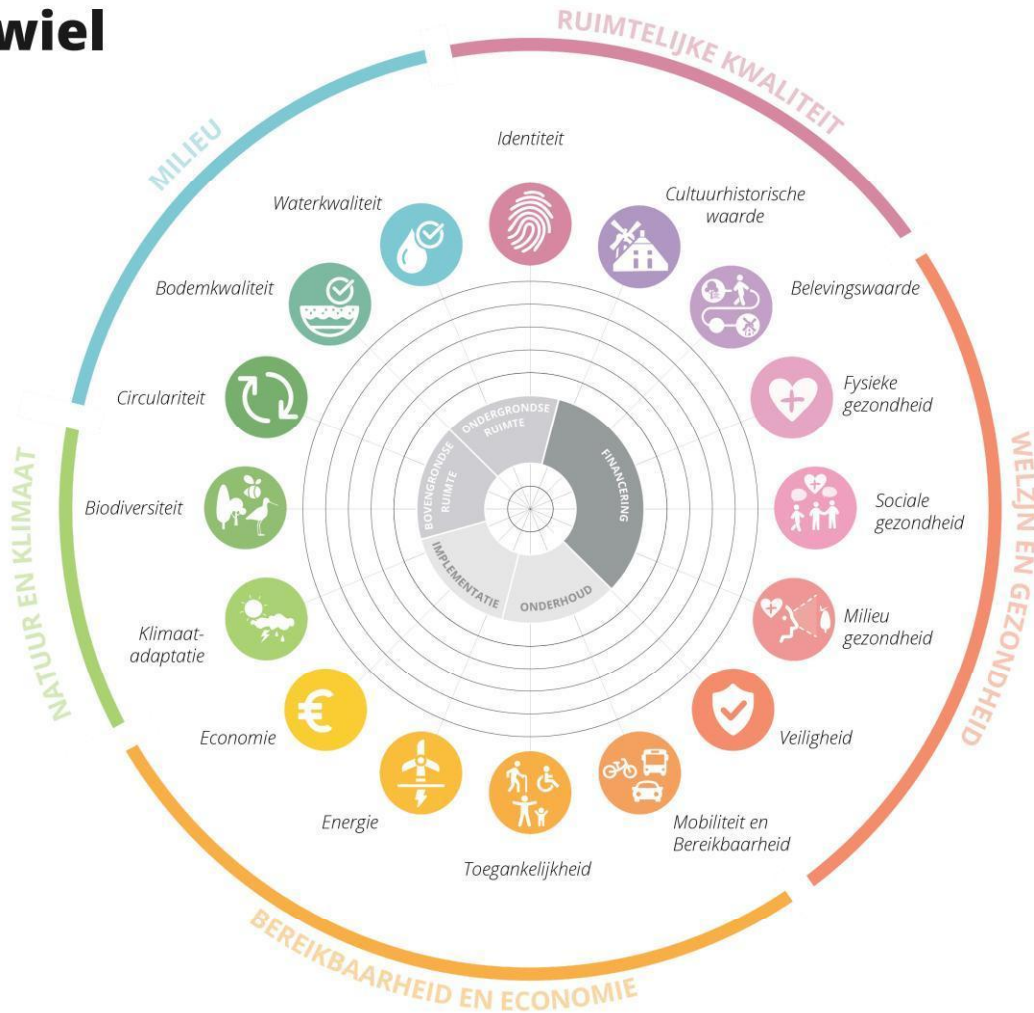 wiel
RUIMTELIJKE KWALITEIT
MILIEU
Identiteit
Cultuurhistorische
waarde
Waterkwaliteit
Bodemkwaliteit
Belevingswaarde
Circulariteit
Fysieke
gezondheid
ONDERGRONDSE
RUIMTE
BOVENGRONDSE
RUIMTE
FINANCERING
IMPLEMENTATIE
ONDERHOUD
Biodiversiteit
Sociale
gezondheid
NATUUR EN KLIMAAT
WELZIJN EN GEZONDHEID
Klimaat-
adaptatie
Milieu
gezondheid
€
Economie
Veiligheid
Energie
Mobiliteit en
Bereikbaarheid
Toegankelijkheid
BEREIKBAARHEID EN ECONOMIE